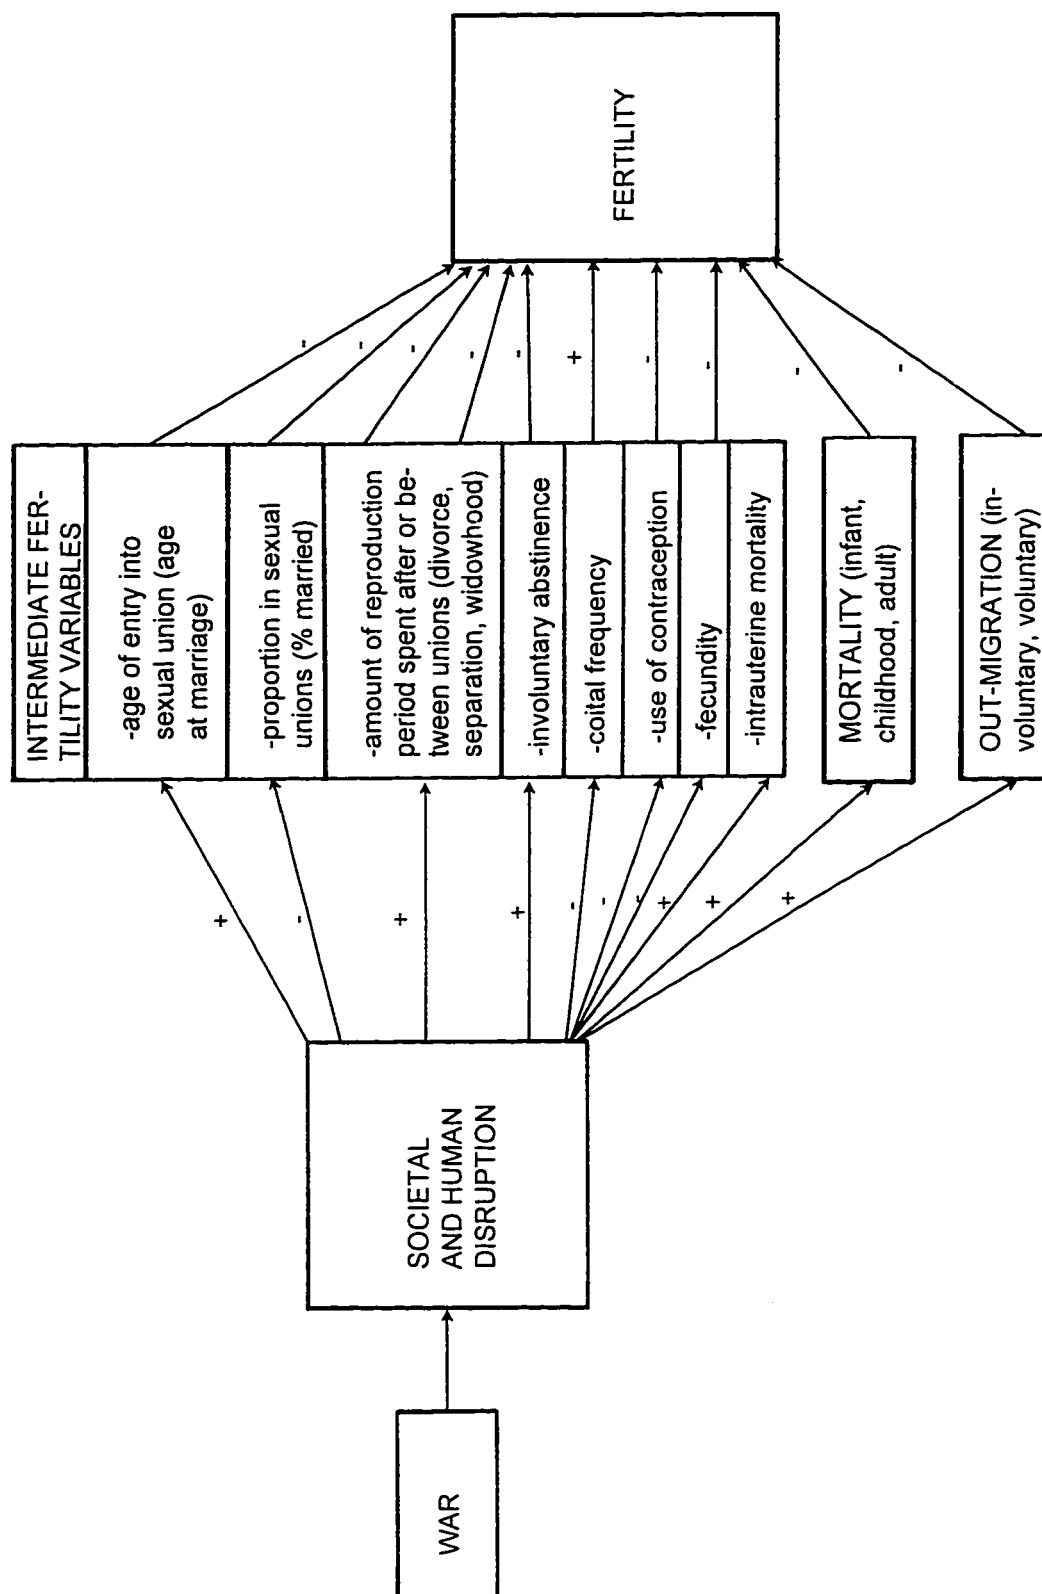 WAR
SOCIETAL
AND HUMAN
DISRUPTION
+
-
+
+
-
-
-
+
+
+
INTERMEDIATE FER-
TILITY VARIABLES
-age of entry into
sexual union (age
at marriage)
-proportion in sexual
unions (% married)
-amount of reproduction
period spent after or be-
tween unions (divorce,
separation, widowhood)
-involuntary abstinence
-coital frequency
-use of contraception
-fecundity
-intrauterine mortality
MORTALITY (infant,
childhood, adult)
OUT-MIGRATION (in-
voluntary, voluntary)
-
-
-
-
-
+
-
-
-
-
FERTILITY